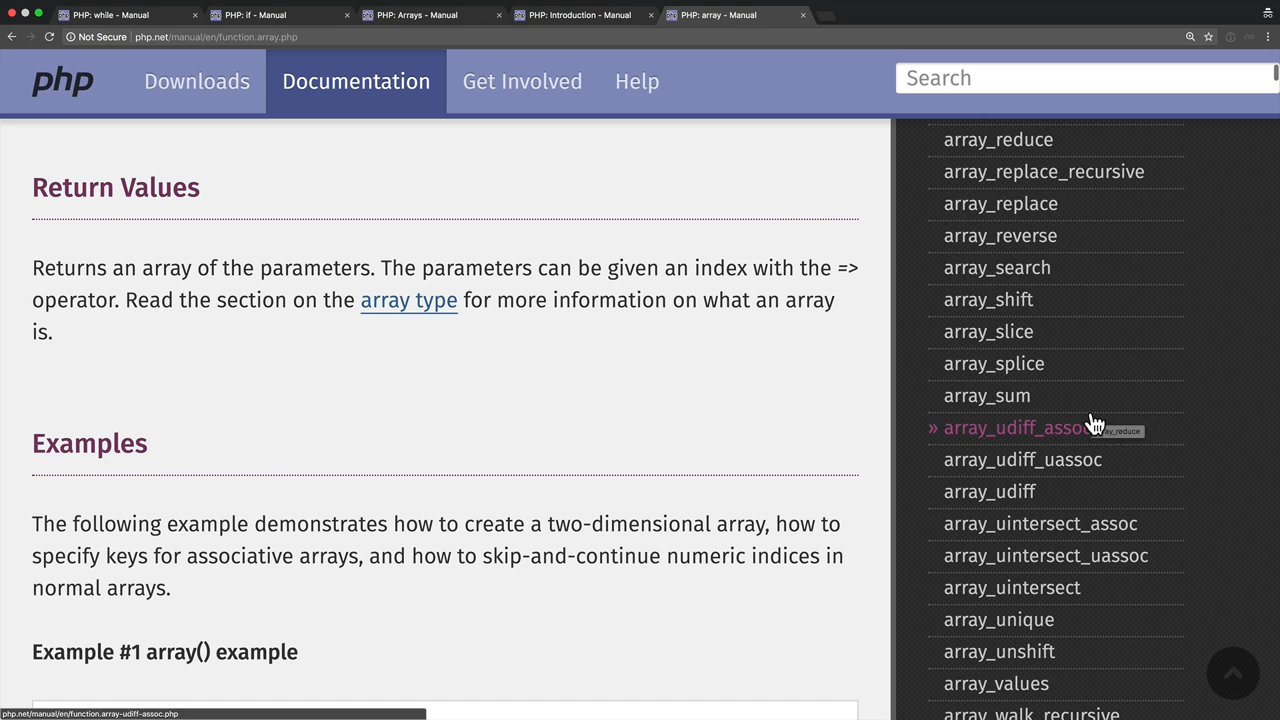 PHP: while - Manual
PHP: if - Manual
PHP: Arrays - Manual
PHP: Introduction - Manual
PHP: array - Manual
Not Secure
php.net/manual/en/function.array.php
php
Downloads
Documentation
Get Involved
Help
Search
Return Values
Returns an array of the parameters. The parameters can be given an index with the =>
operator. Read the section on the array type for more information on what an array
is.
Examples
The following example demonstrates how to create a two-dimensional array, how to
specify keys for associative arrays, and how to skip-and-continue numeric indices in
normal arrays.
Example #1 array() example
array_reduce
array_replace_recursive
array_replace
array_reverse
array_search
array_shift
array_slice
array_splice
array_sum
» array_udiff_assoc
array_udiff_uassoc
array_udiff
array_uintersect_assoc
array_uintersect_uassoc
array_uintersect
array_unique
array_unshift
array_values
array_walk_recursive
php.net/manual/en/function.array-udiff-assoc.php